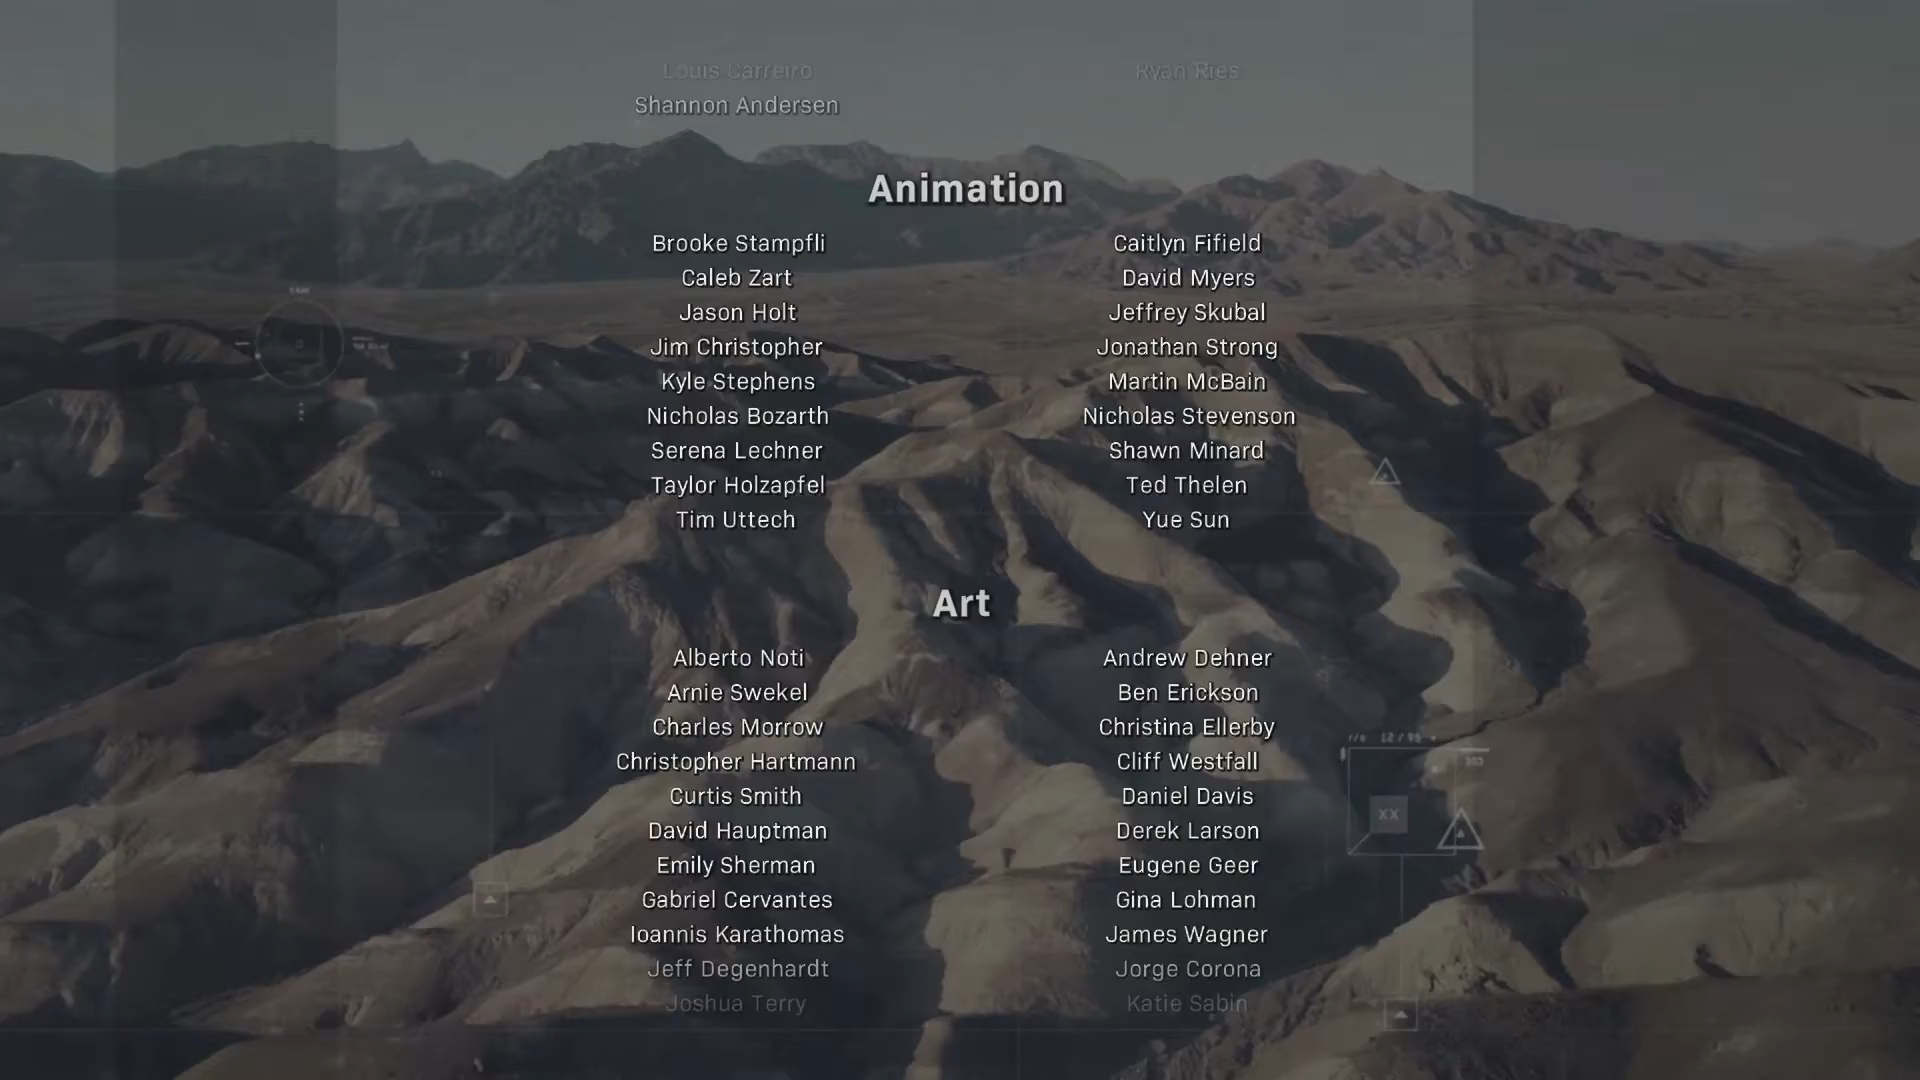 Louis Carreiro Ryan Ries
Shannon Andersen
Animation
Brooke Stampfli Caitlyn Fifield
Caleb Zart David Myers
Jason Holt Jeffrey Skubal
Jim Christopher Jonathan Strong
Kyle Stephens Martin McBain
Nicholas Bozarth Nicholas Stevenson
Serena Lechner Shawn Minard
Taylor Holzapfel Ted Thelen
Tim Uttech Yue Sun
Art
Alberto Noti Andrew Dehner
Arnie Swekel Ben Erickson
Charles Morrow Christina Ellerby
Christopher Hartmann Cliff Westfall
Curtis Smith Daniel Davis
David Hauptman Derek Larson
Emily Sherman Eugene Geer
Gabriel Cervantes Gina Lohman
Ioannis Karathomas James Wagner
Jeff Degenhardt Jorge Corona
Joshua Terry Katie Sabin
XX